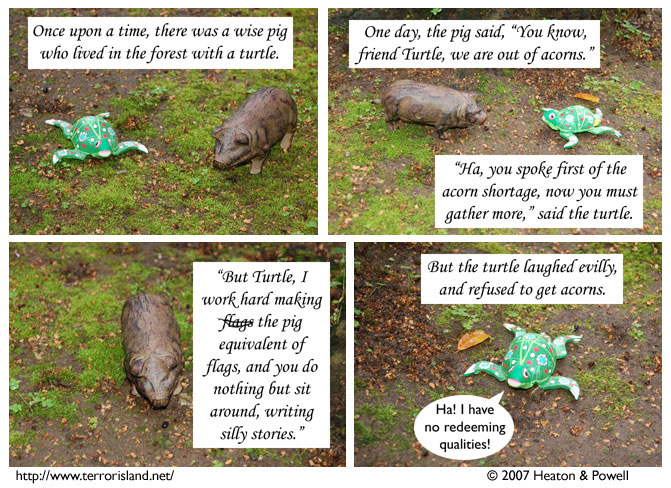 Once upon a time, there was a wise pig
who lived in the forest with a turtle.
One day, the pig said, “You know,
friend Turtle, we are out of acorns.”
“Ha, you spoke first of the
acorn shortage, now you must
gather more,” said the turtle.
“But Turtle, I
work hard making
flags the pig
equivalent of
flags, and you do
nothing but sit
around, writing
silly stories.”
But the turtle laughed evilly,
and refused to get acorns.
Ha! I have
no redeeming
qualities!
http://www.terrorisland.net/
© 2007 Heaton & Powell